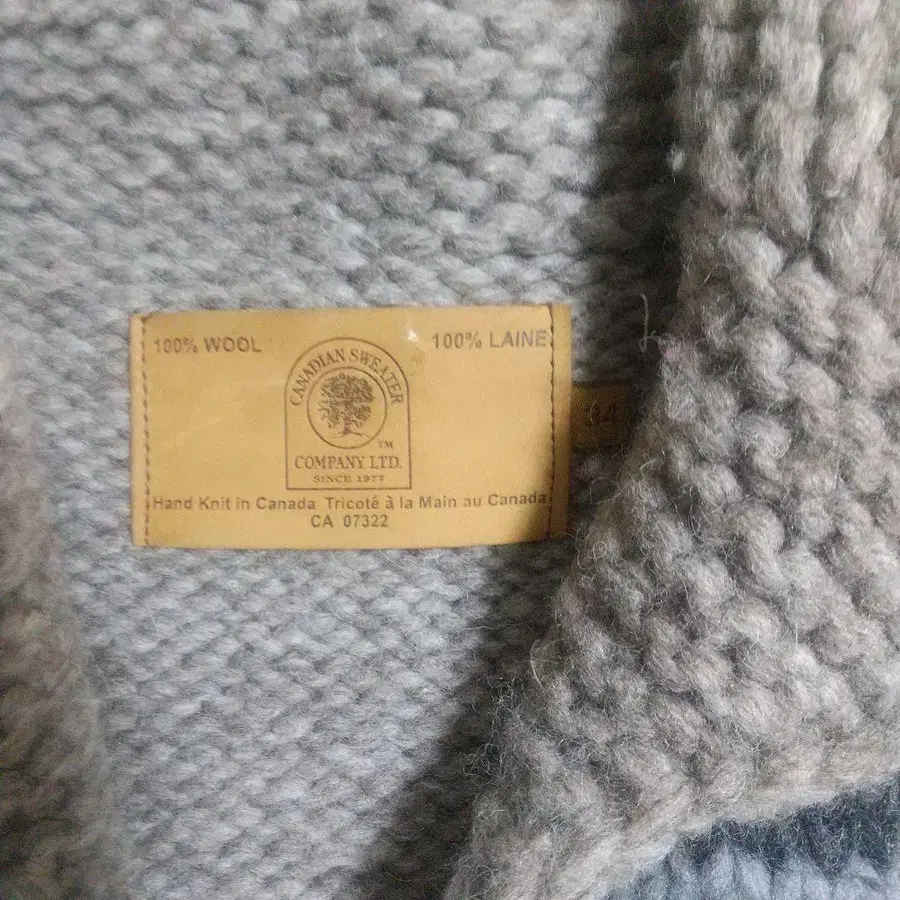 100% WOOL 100% LAINE
CANADIAN SWEATER
TM
COMPANY LTD.
SINCE 1977
Hand Knit in Canada Tricoté à la Main au Canada
CA 07322